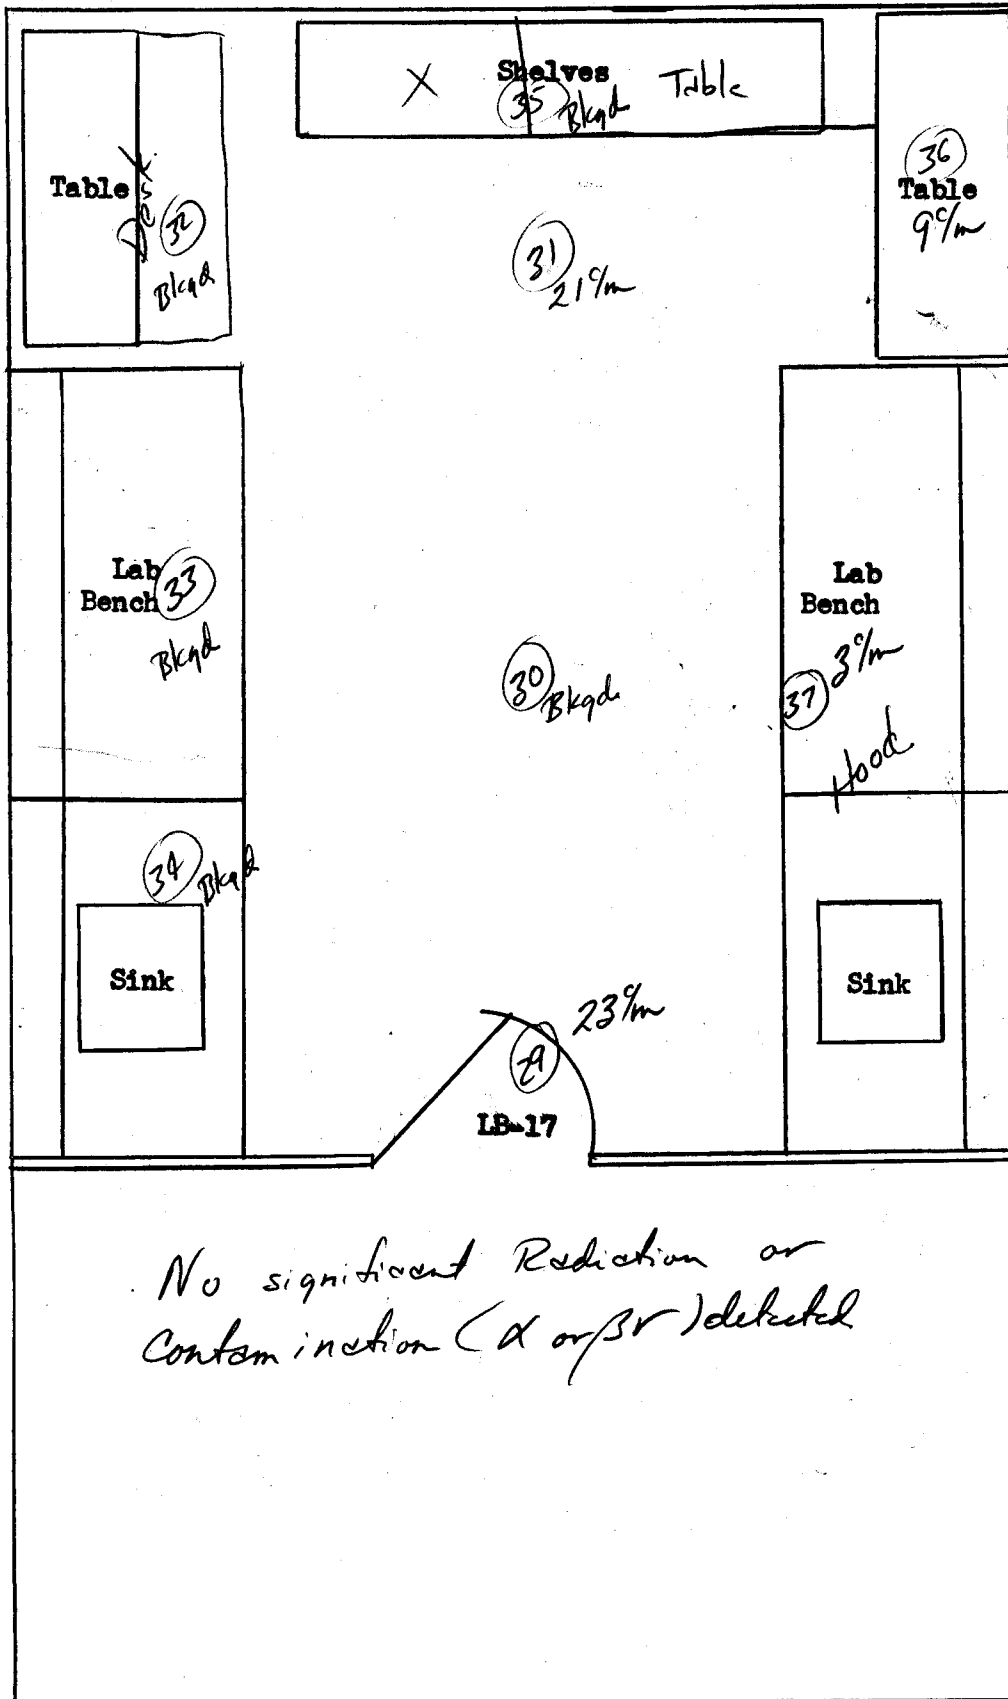 X Shelves Table
35 Bkgd
36
Table
9 c/m
Table
Desk
32
Bkgd
31
21 c/m
Lab
Bench
33
Bkgd
30
Bkgd
Lab
Bench
3 c/m
37
Hood
34
Bkgd
Sink
Sink
23 c/m
29
LB-17
No significant Radiation or
Contamination (α or βγ) detected